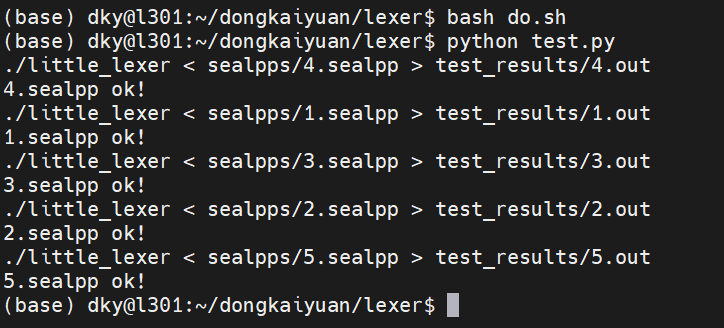 (base) dky@l301:~/dongkaiyuan/lexer$ bash do.sh
(base) dky@l301:~/dongkaiyuan/lexer$ python test.py
./little_lexer < sealpps/4.sealpp > test_results/4.out
4.sealpp ok!
./little_lexer < sealpps/1.sealpp > test_results/1.out
1.sealpp ok!
./little_lexer < sealpps/3.sealpp > test_results/3.out
3.sealpp ok!
./little_lexer < sealpps/2.sealpp > test_results/2.out
2.sealpp ok!
./little_lexer < sealpps/5.sealpp > test_results/5.out
5.sealpp ok!
(base) dky@l301:~/dongkaiyuan/lexer$